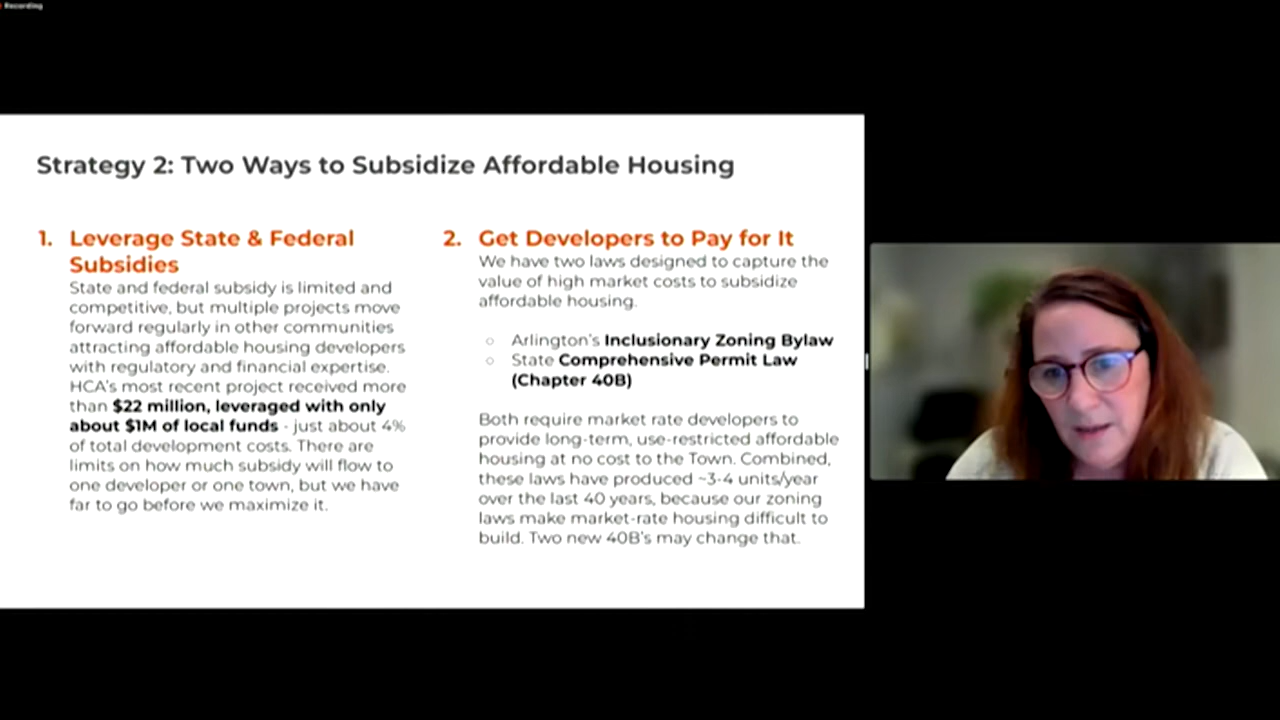 Recording
Strategy 2: Two Ways to Subsidize Affordable Housing
1. Leverage State & Federal
Subsidies
State and federal subsidy is limited and
competitive, but multiple projects move
forward regularly in other communities
attracting affordable housing developers
with regulatory and financial expertise.
HCA's most recent project received more
than $22 million, leveraged with only
about $1M of local funds - just about 4%
of total development costs. There are
limits on how much subsidy will flow to
one developer or one town, but we have
far to go before we maximize it.
2. Get Developers to Pay for It
We have two laws designed to capture the
value of high market costs to subsidize
affordable housing.
○ Arlington's Inclusionary Zoning Bylaw
○ State Comprehensive Permit Law
(Chapter 40B)
Both require market rate developers to
provide long-term, use-restricted affordable
housing at no cost to the Town. Combined,
these laws have produced ~3-4 units/year
over the last 40 years, because our zoning
laws make market-rate housing difficult to
build. Two new 40B's may change that.